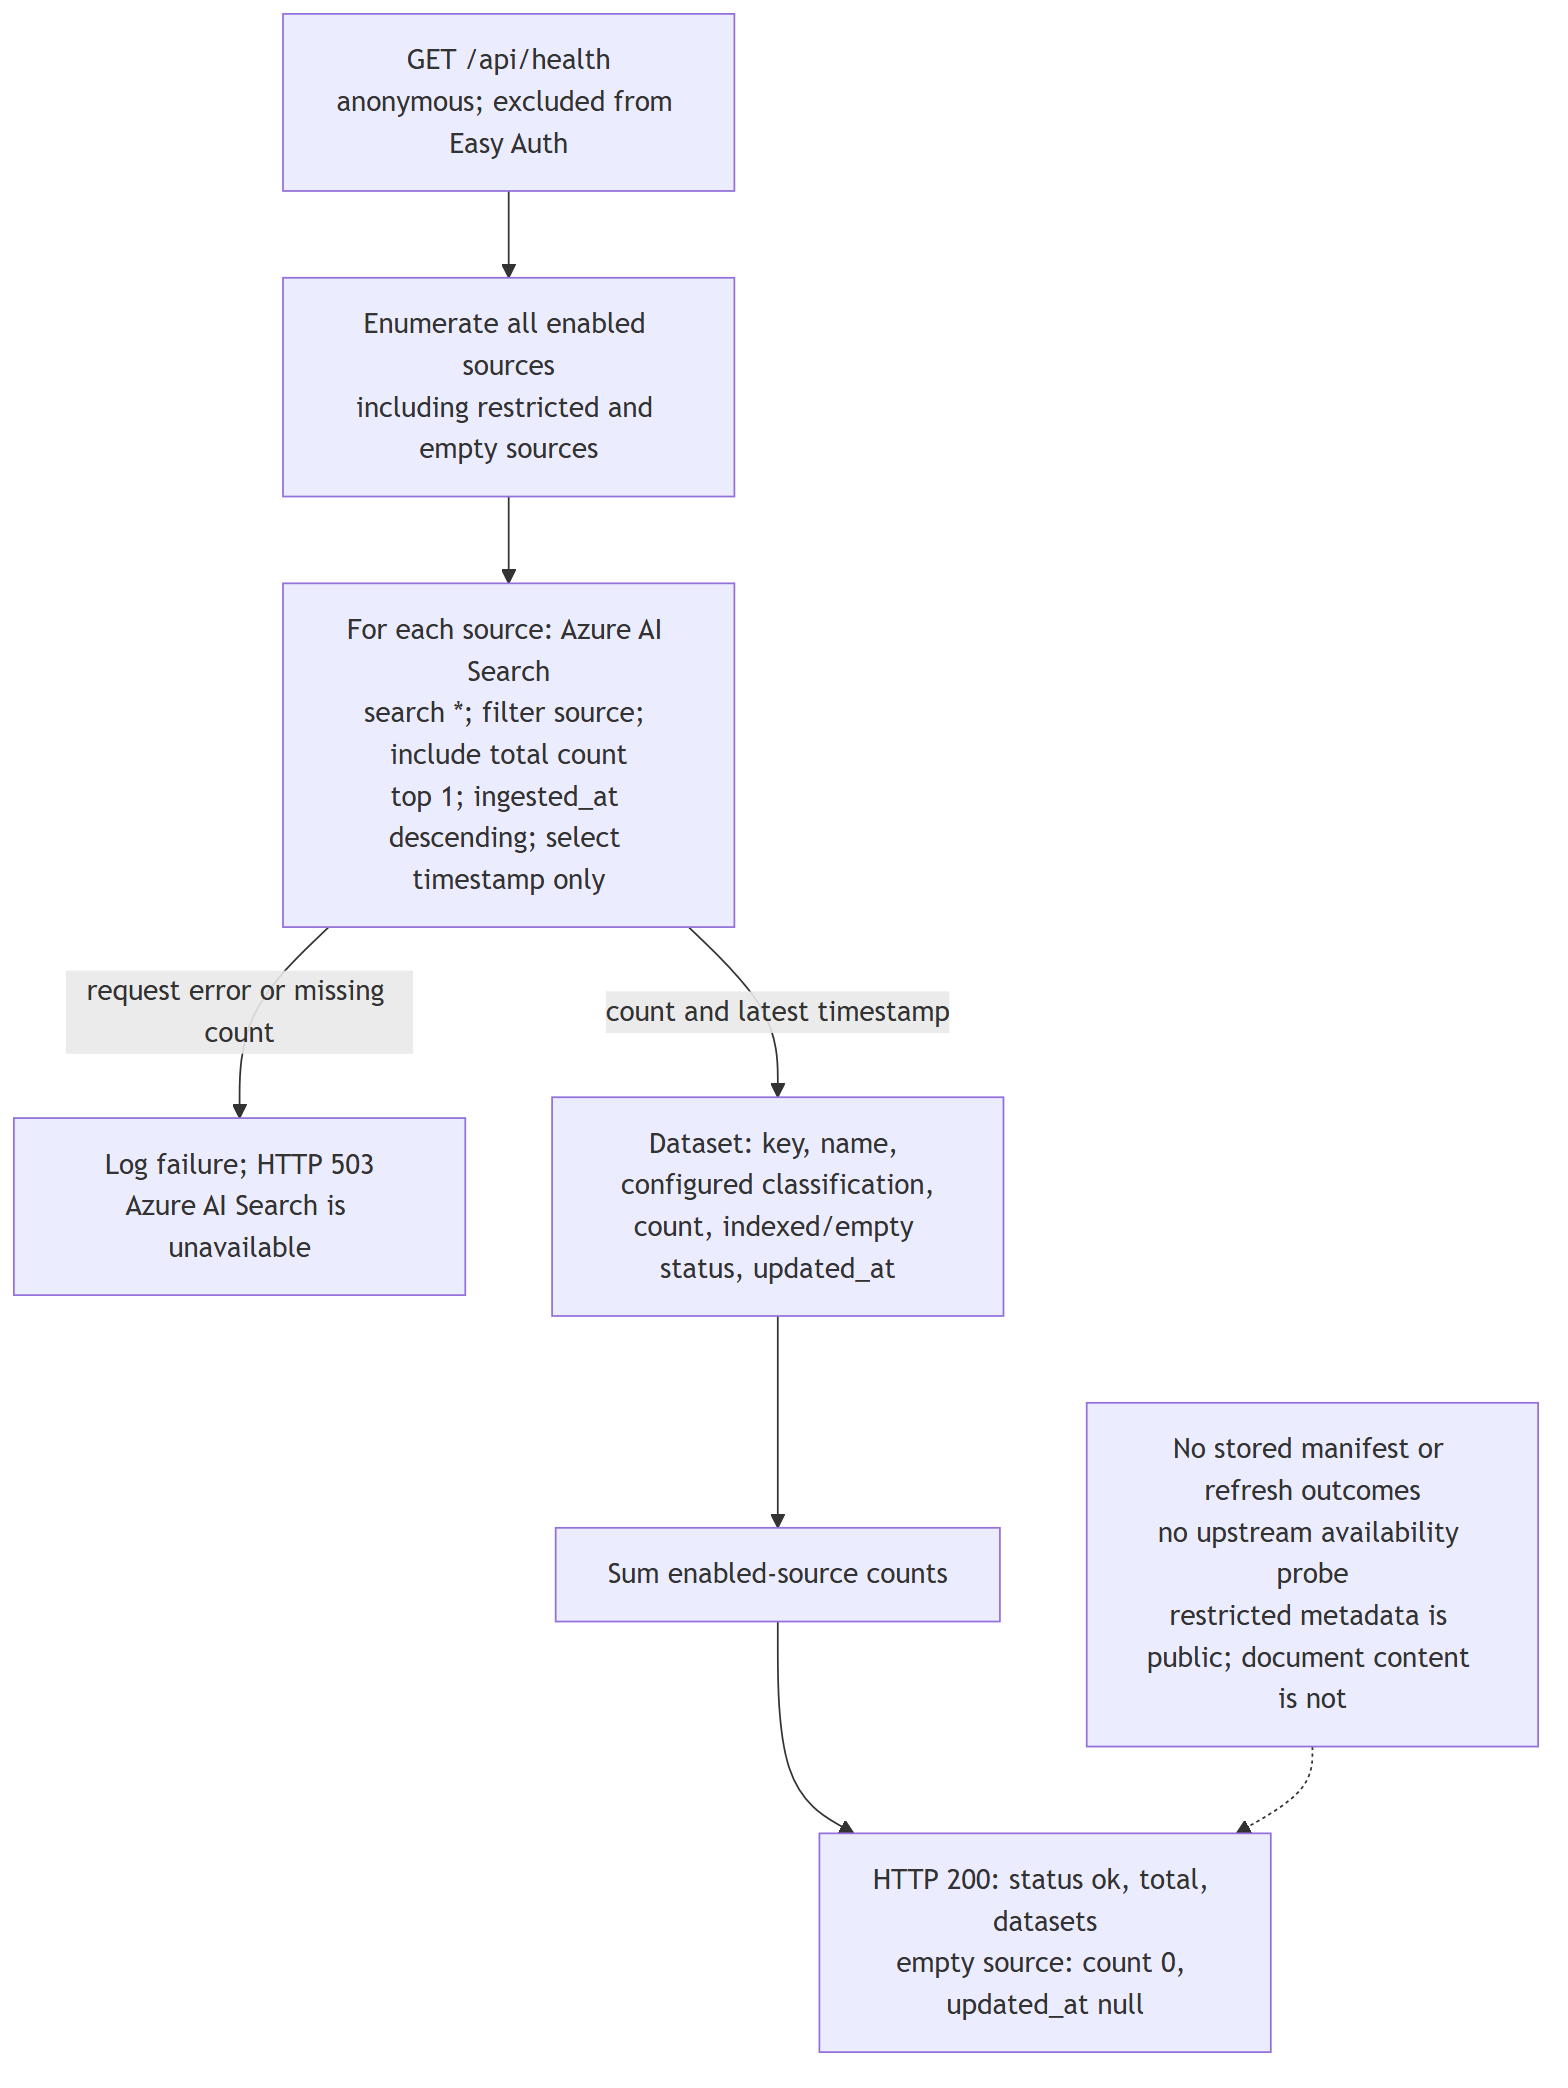 GET /api/health
anonymous; excluded from
Easy Auth
Enumerate all enabled
sources
including restricted and
empty sources
For each source: Azure AI
Search
search *; filter source;
include total count
top 1; ingested_at
descending; select
timestamp only
request error or missing
count
count and latest timestamp
Log failure; HTTP 503
Azure AI Search is
unavailable
Dataset: key, name,
configured classification,
count, indexed/empty
status, updated_at
Sum enabled-source counts
No stored manifest or
refresh outcomes
no upstream availability
probe
restricted metadata is
public; document content
is not
HTTP 200: status ok, total,
datasets
empty source: count 0,
updated_at null